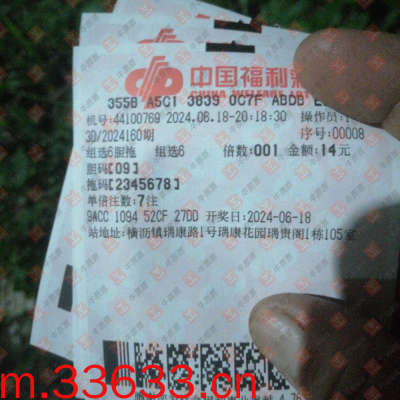 中国福利彩
CHINA WELFARE LOT
3558 A5C1 3839 0C7F ABDB E
机号:44100769 2024.06.18-20:18:30 操作员:1
3D/2024160期 序号:00008
组选6胆拖 组选6 倍数:001 金额:14元
胆码[09]
拖码[2345678]
单倍注数:7注
9ACC 1094 52CF 27DD 开奖日:2024-06-18
站地址:横沥镇瑞康路1号瑞康花园瑞贵阁1栋105室
m.33633.cn